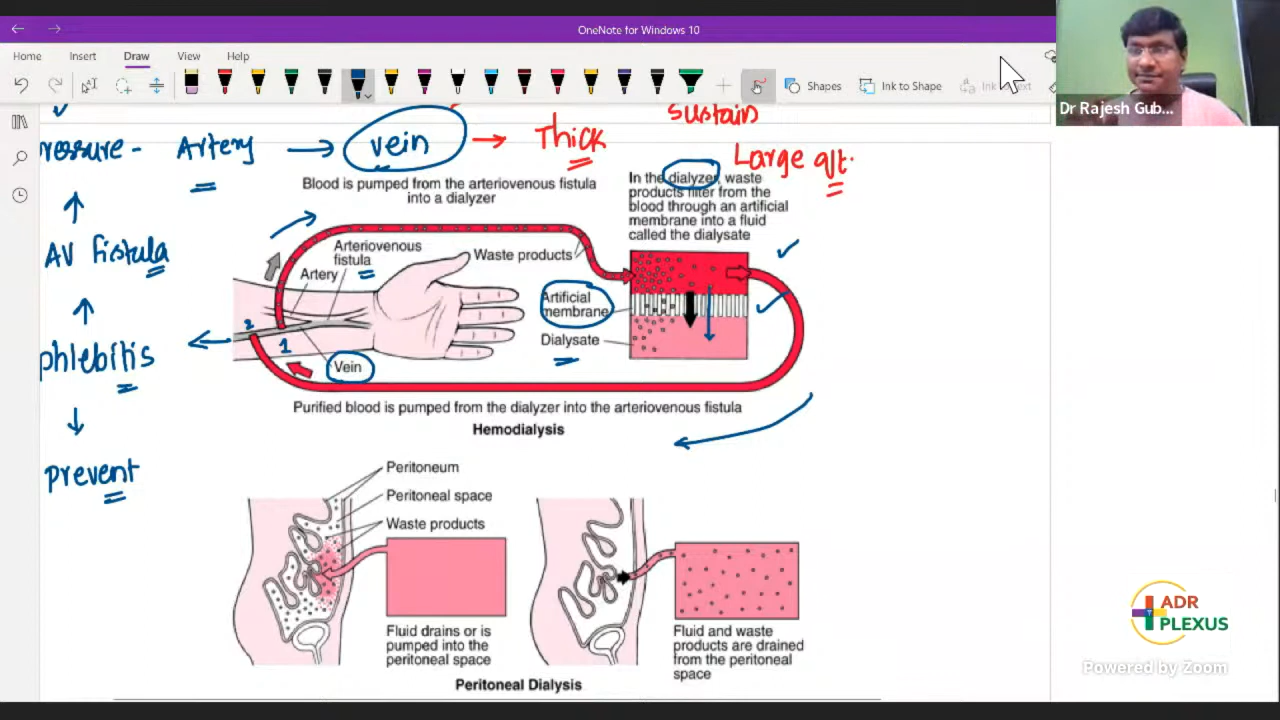 OneNote for Windows 10
Home Insert Draw View Help
Shapes
Ink to Shape
Dr Rajesh Gub...
sustain
ressure - Artery → vein → Thick
Large qty.
Blood is pumped from the arteriovenous fistula
into a dialyzer
In the dialyzer, waste
products filter from the
blood through an artificial
membrane into a fluid
called the dialysate
AV fistula
Arteriovenous
fistula
Artery
Waste products
Artificial
membrane
Dialysate
2
1
phlebitis
Vein
Purified blood is pumped from the dialyzer into the arteriovenous fistula
Hemodialysis
prevent
Peritoneum
Peritoneal space
Waste products
Fluid drains or is
pumped into the
peritoneal space
Fluid and waste
products are drained
from the peritoneal
space
Peritoneal Dialysis
ADR
PLEXUS
Powered by Zoom